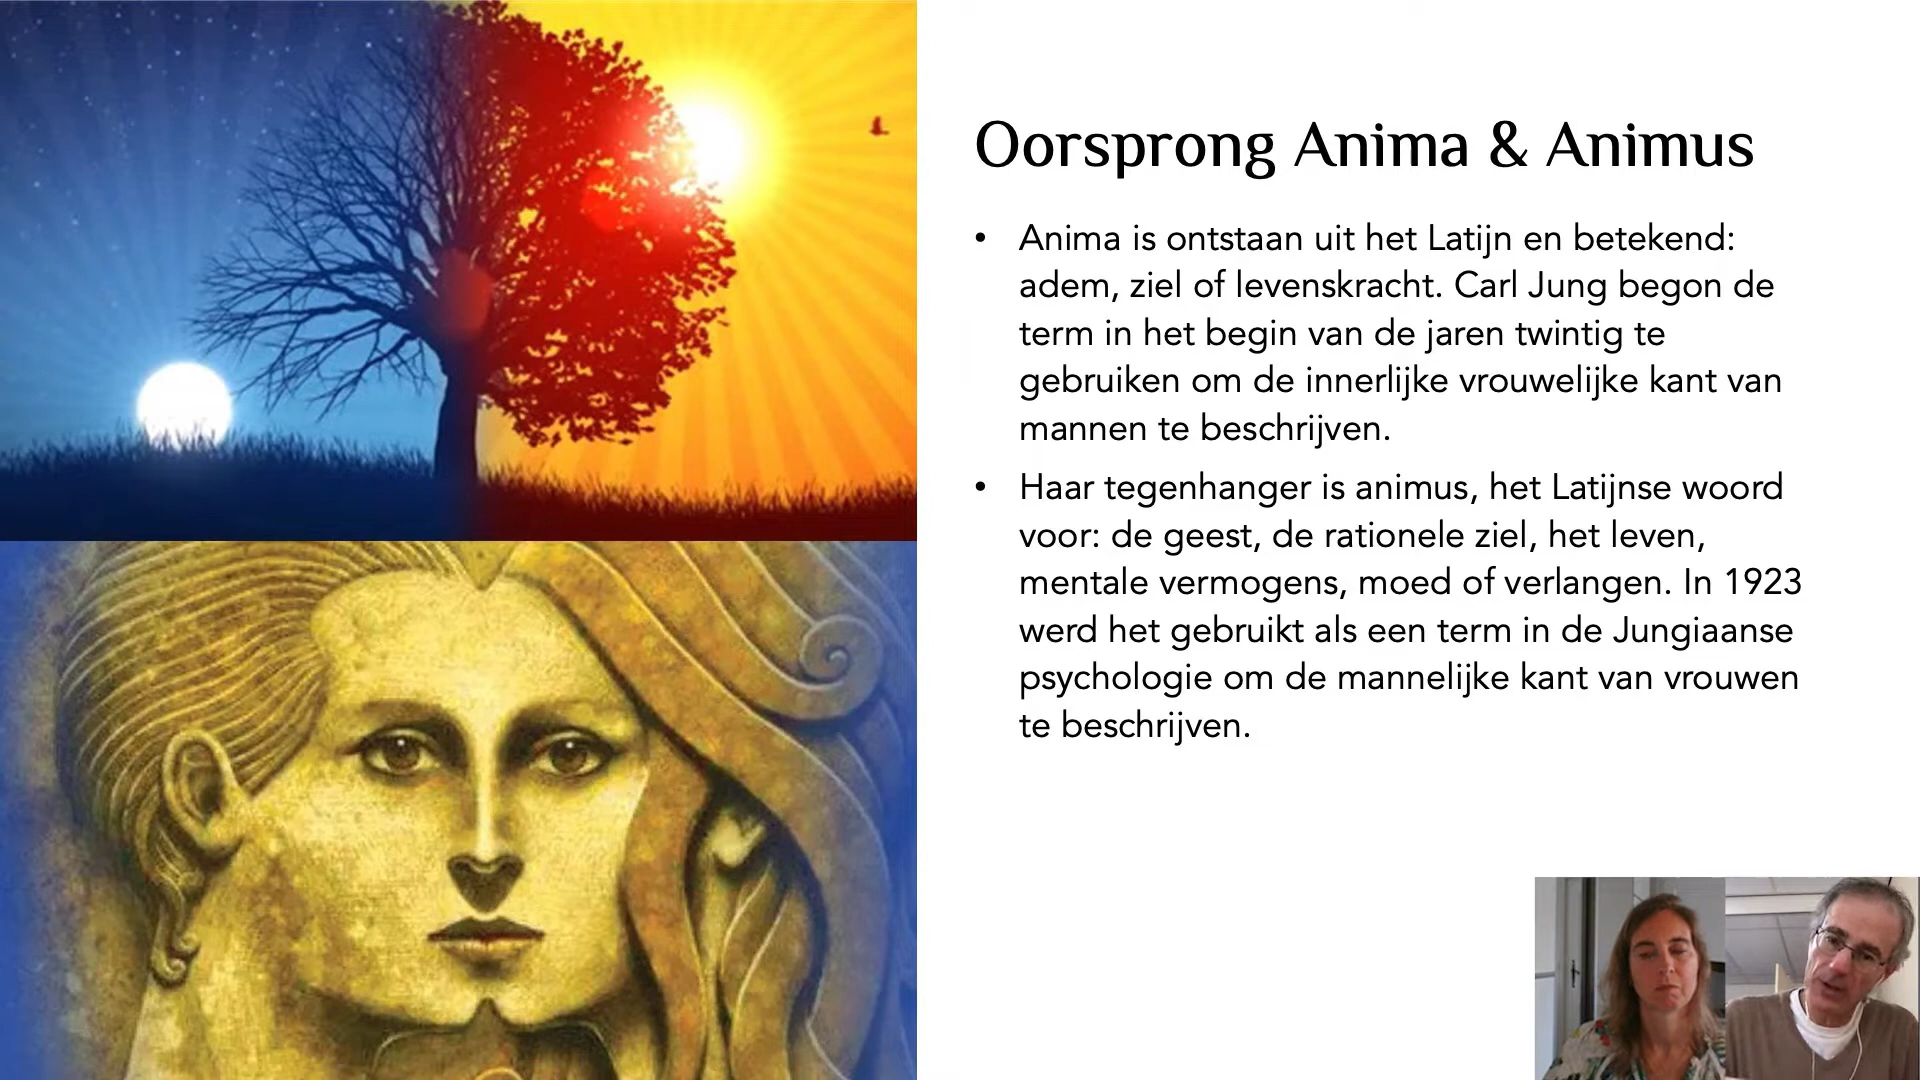 Oorsprong Anima & Animus
• Anima is ontstaan uit het Latijn en betekend:
adem, ziel of levenskracht. Carl Jung begon de
term in het begin van de jaren twintig te
gebruiken om de innerlijke vrouwelijke kant van
mannen te beschrijven.
• Haar tegenhanger is animus, het Latijnse woord
voor: de geest, de rationele ziel, het leven,
mentale vermogens, moed of verlangen. In 1923
werd het gebruikt als een term in de Jungiaanse
psychologie om de mannelijke kant van vrouwen
te beschrijven.